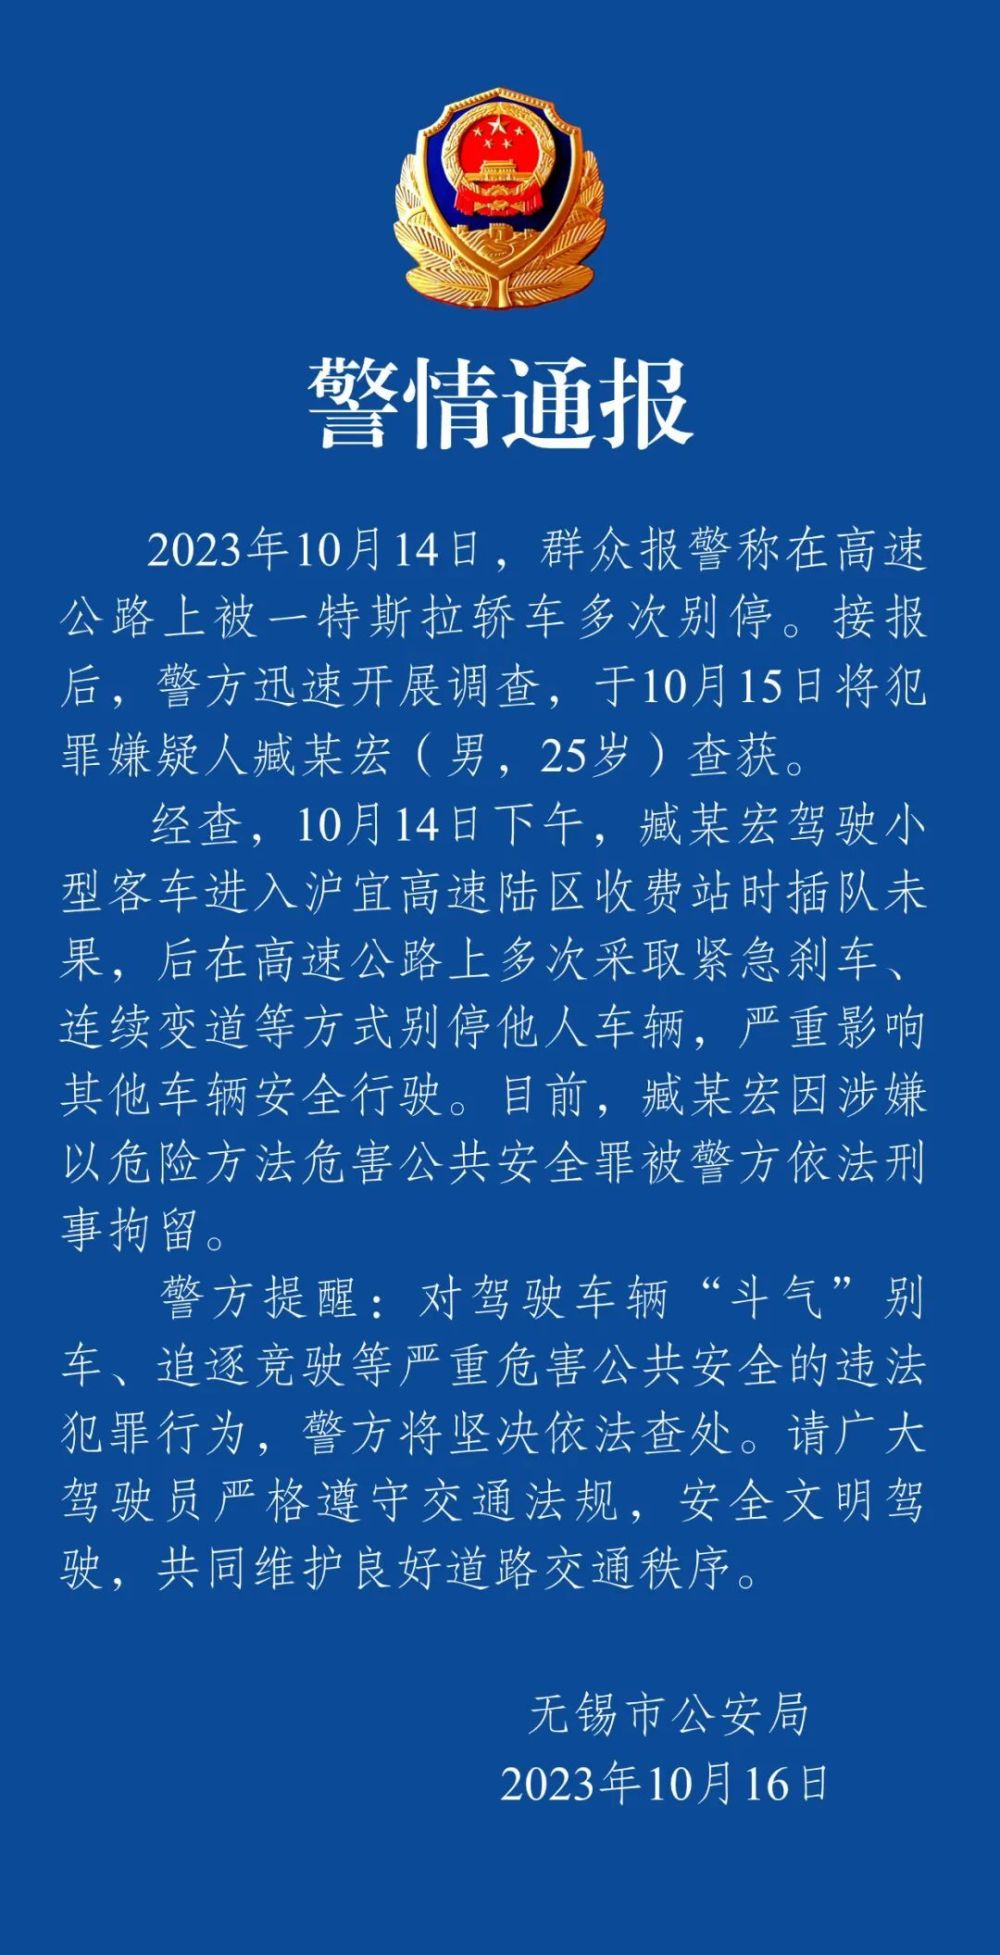 警情通报
2023年10月14日，群众报警称在高速
公路上被一特斯拉轿车多次别停。接报
后，警方迅速开展调查，于10月15日将犯
罪嫌疑人臧某宏（男，25岁）查获。
经查，10月14日下午，臧某宏驾驶小
型客车进入沪宜高速陆区收费站时插队未
果，后在高速公路上多次采取紧急刹车、
连续变道等方式别停他人车辆，严重影响
其他车辆安全行驶。目前，臧某宏因涉嫌
以危险方法危害公共安全罪被警方依法刑
事拘留。
警方提醒：对驾驶车辆“斗气”别
车、追逐竞驶等严重危害公共安全的违法
犯罪行为，警方将坚决依法查处。请广大
驾驶员严格遵守交通法规，安全文明驾
驶，共同维护良好道路交通秩序。
无锡市公安局
2023年10月16日